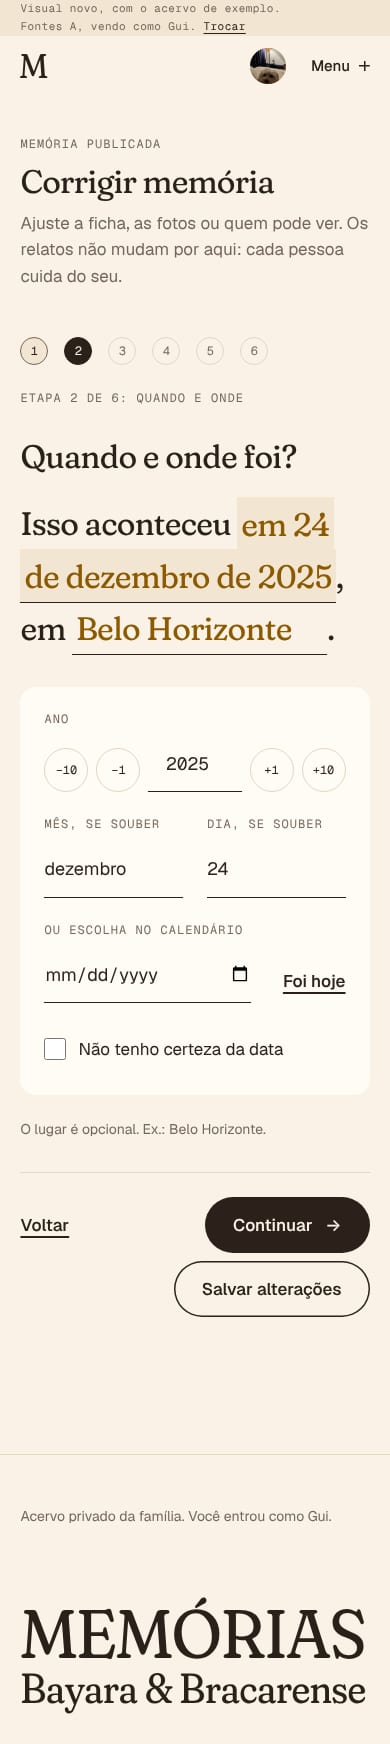 Visual novo, com o acervo de exemplo.
Fontes A, vendo como Gui. Trocar
M
Menu +
MEMÓRIA PUBLICADA
Corrigir memória
Ajuste a ficha, as fotos ou quem pode ver. Os
relatos não mudam por aqui: cada pessoa
cuida do seu.
1 2 3 4 5 6
ETAPA 2 DE 6: QUANDO E ONDE
Quando e onde foi?
Isso aconteceu em 24
de dezembro de 2025,
em Belo Horizonte .
ANO
−10 −1 2025 +1 +10
MÊS, SE SOUBER DIA, SE SOUBER
dezembro 24
OU ESCOLHA NO CALENDÁRIO
mm/dd/yyyy Foi hoje
Não tenho certeza da data
O lugar é opcional. Ex.: Belo Horizonte.
Voltar Continuar →
Salvar alterações
Acervo privado da família. Você entrou como Gui.
MEMÓRIAS
Bayara & Bracarense